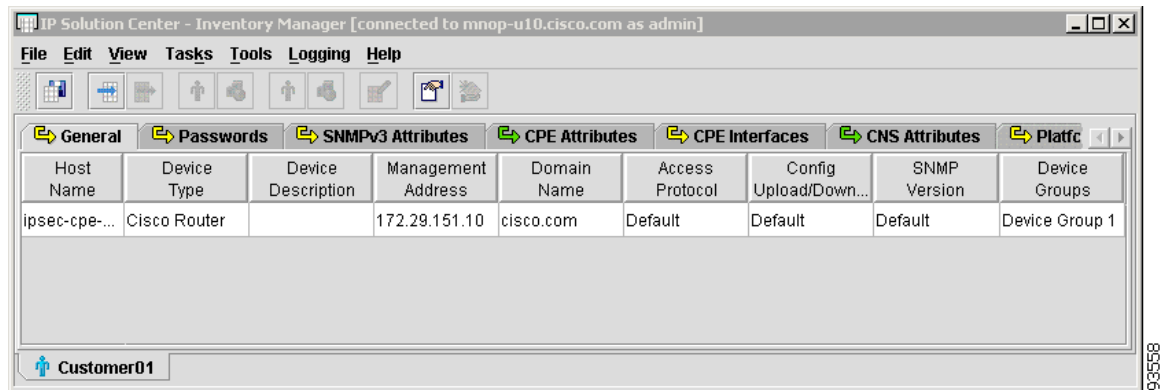 IP Solution Center - Inventory Manager [connected to mnop-u10.cisco.com as admin]
File Edit View Tasks Tools Logging Help
General Passwords SNMPv3 Attributes CPE Attributes CPE Interfaces CNS Attributes Platfc
Host Name Device Type Device Description Management Address Domain Name Access Protocol Config Upload/Down... SNMP Version Device Groups
ipsec-cpe-... Cisco Router 172.29.151.10 cisco.com Default Default Default Device Group 1
Customer01
93558